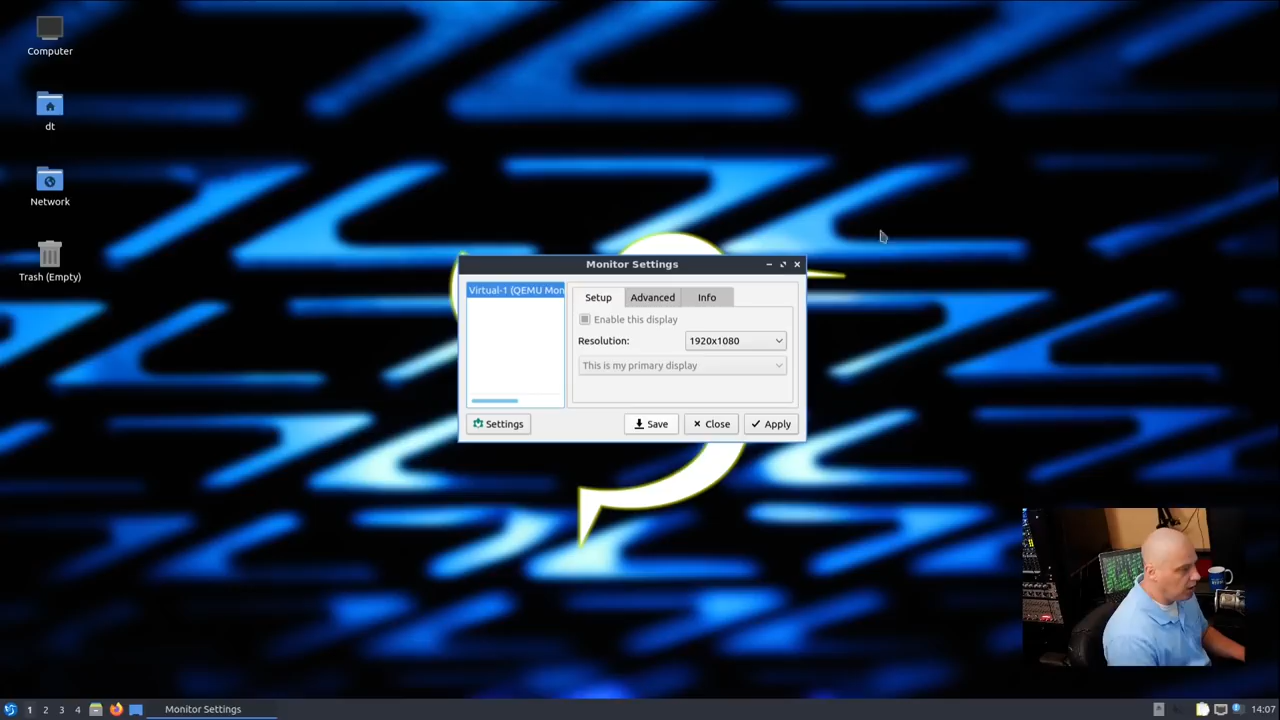 Computer
dt
Network
Trash (Empty)
Monitor Settings
Virtual-1 (QEMU Mon
Setup
Advanced
Info
Enable this display
Resolution:
1920x1080
This is my primary display
Settings
Save
Close
Apply
1
2
3
4
Monitor Settings
14:07